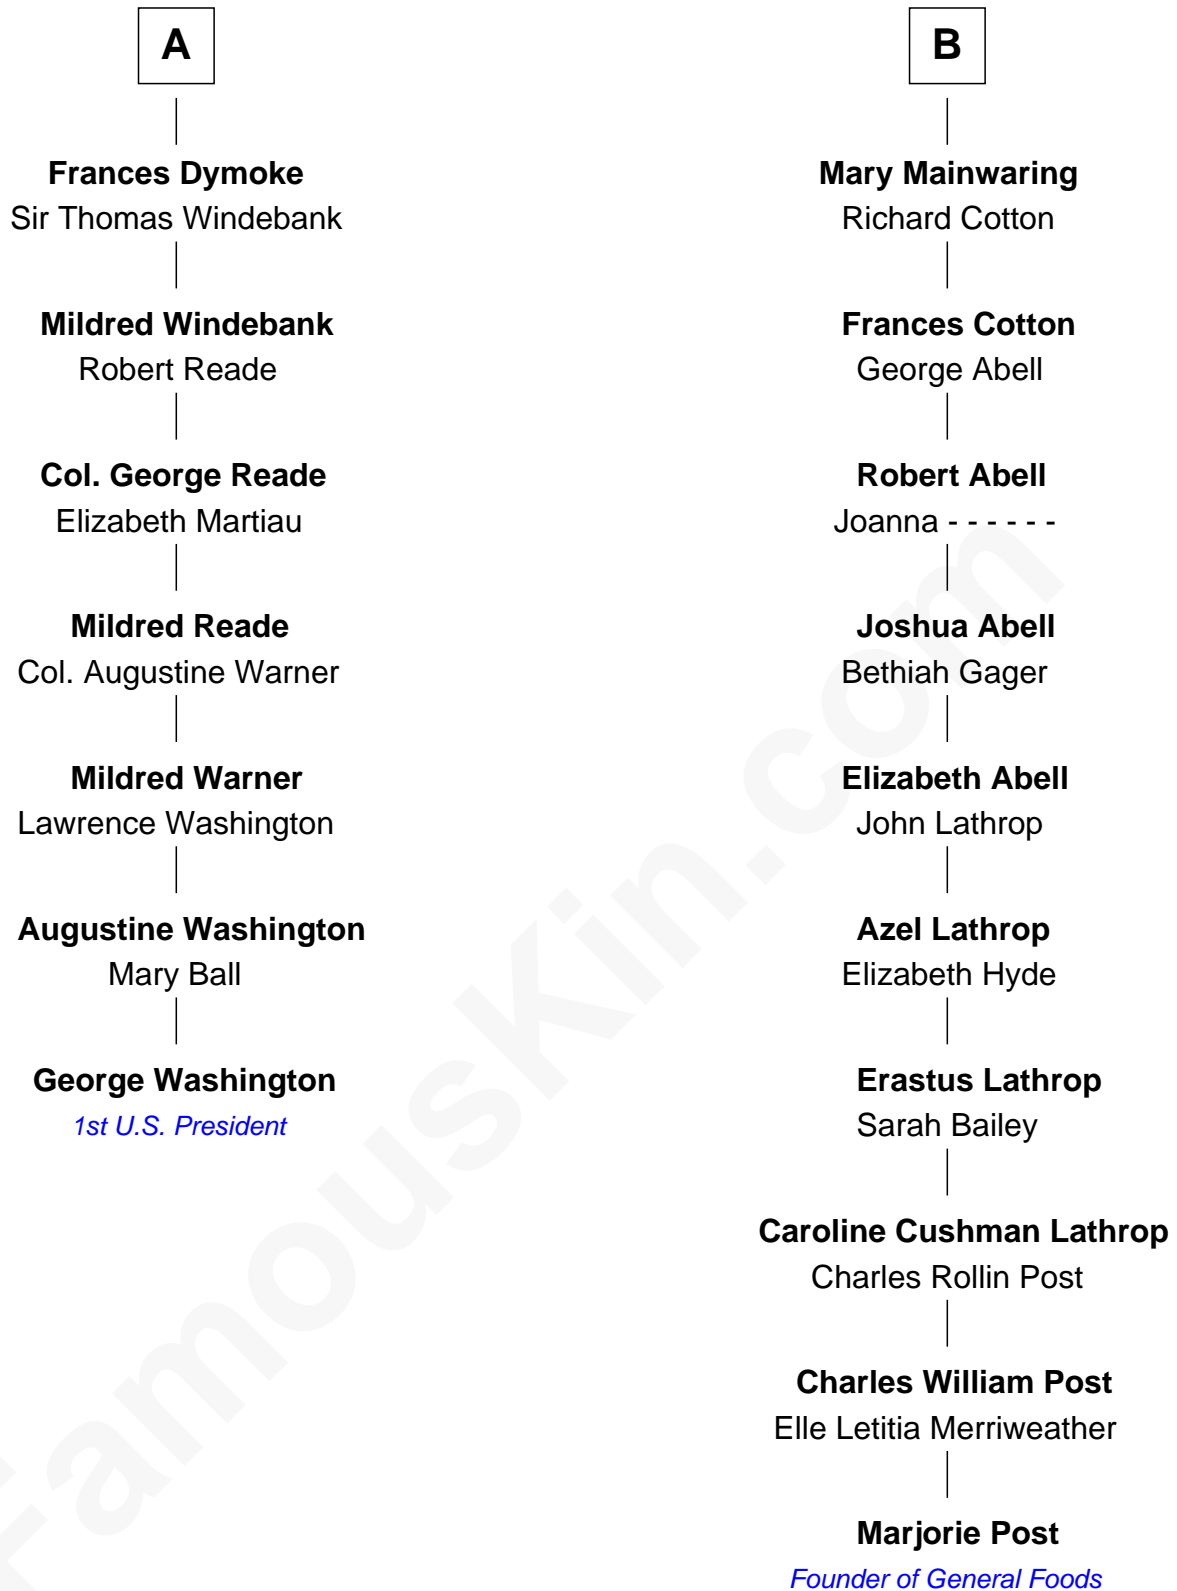 A
Frances Dymoke
Sir Thomas Windebank
Mildred Windebank
Robert Reade
Col. George Reade
Elizabeth Martiau
Mildred Reade
Col. Augustine Warner
Mildred Warner
Lawrence Washington
Augustine Washington
Mary Ball
George Washington
1st U.S. President
B
Mary Mainwaring
Richard Cotton
Frances Cotton
George Abell
Robert Abell
Joanna - - - - - -
Joshua Abell
Bethiah Gager
Elizabeth Abell
John Lathrop
Azel Lathrop
Elizabeth Hyde
Erastus Lathrop
Sarah Bailey
Caroline Cushman Lathrop
Charles Rollin Post
Charles William Post
Elle Letitia Merriweather
Marjorie Post
Founder of General Foods
FamousKin.com